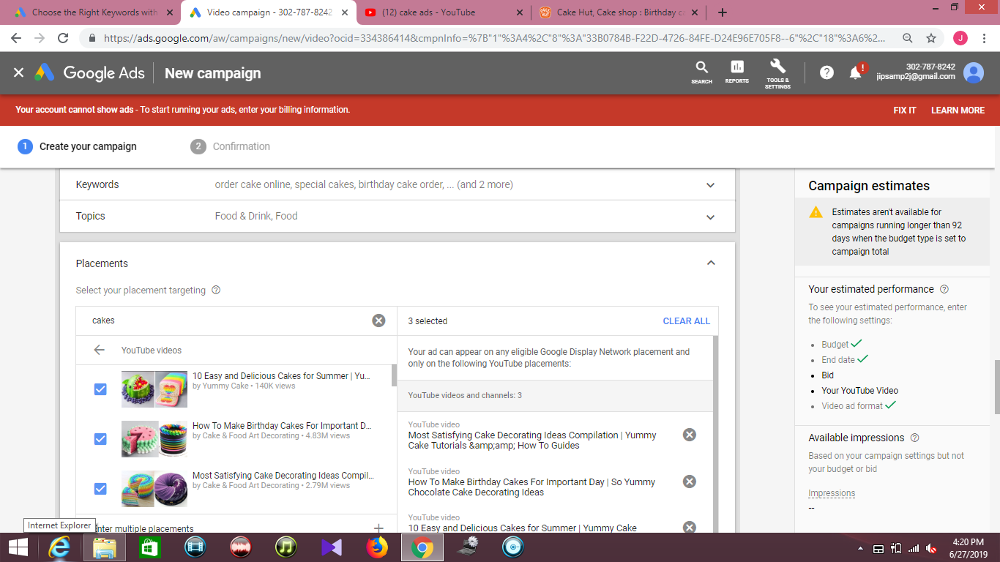 Choose the Right Keywords with
Video campaign - 302-787-8242
(12) cake ads - YouTube
Cake Hut, Cake shop : Birthday ca
https://ads.google.com/aw/campaigns/new/video?ocid=334386414&cmpnInfo=%7B"1"%3A4%2C"8"%3A"33B0784B-F22D-4726-84FE-D24E96E705F8--6"%2C"18"%3A6%2...
J
Google Ads
New campaign
SEARCH
REPORTS
TOOLS & SETTINGS
302-787-8242
jipsamp2j@gmail.com
Your account cannot show ads - To start running your ads, enter your billing information.
FIX IT
LEARN MORE
1 Create your campaign
2 Confirmation
Keywords
order cake online, special cakes, birthday cake order, ... (and 2 more)
Topics
Food & Drink, Food
Placements
Select your placement targeting
cakes
YouTube videos
10 Easy and Delicious Cakes for Summer | Yu...
by Yummy Cake • 140K views
How To Make Birthday Cakes For Important D...
by Cake & Food Art Decorating • 4.83M views
Most Satisfying Cake Decorating Ideas Compil...
by Cake & Food Art Decorating • 2.79M views
Enter multiple placements
3 selected
CLEAR ALL
Your ad can appear on any eligible Google Display Network placement and
only on the following YouTube placements:
YouTube videos and channels: 3
YouTube video
Most Satisfying Cake Decorating Ideas Compilation | Yummy
Cake Tutorials &amp;amp; How To Guides
YouTube video
How To Make Birthday Cakes For Important Day | So Yummy
Chocolate Cake Decorating Ideas
YouTube video
10 Easy and Delicious Cakes for Summer | Yummy Cake
Campaign estimates
Estimates aren't available for
campaigns running longer than 92
days when the budget type is set to
campaign total
Your estimated performance
To see your estimated performance, enter
the following settings:
• Budget
• End date
• Bid
• Your YouTube Video
• Video ad format
Available impressions
Based on your campaign settings but not
your budget or bid
Impressions
--
Internet Explorer
4:20 PM
6/27/2019